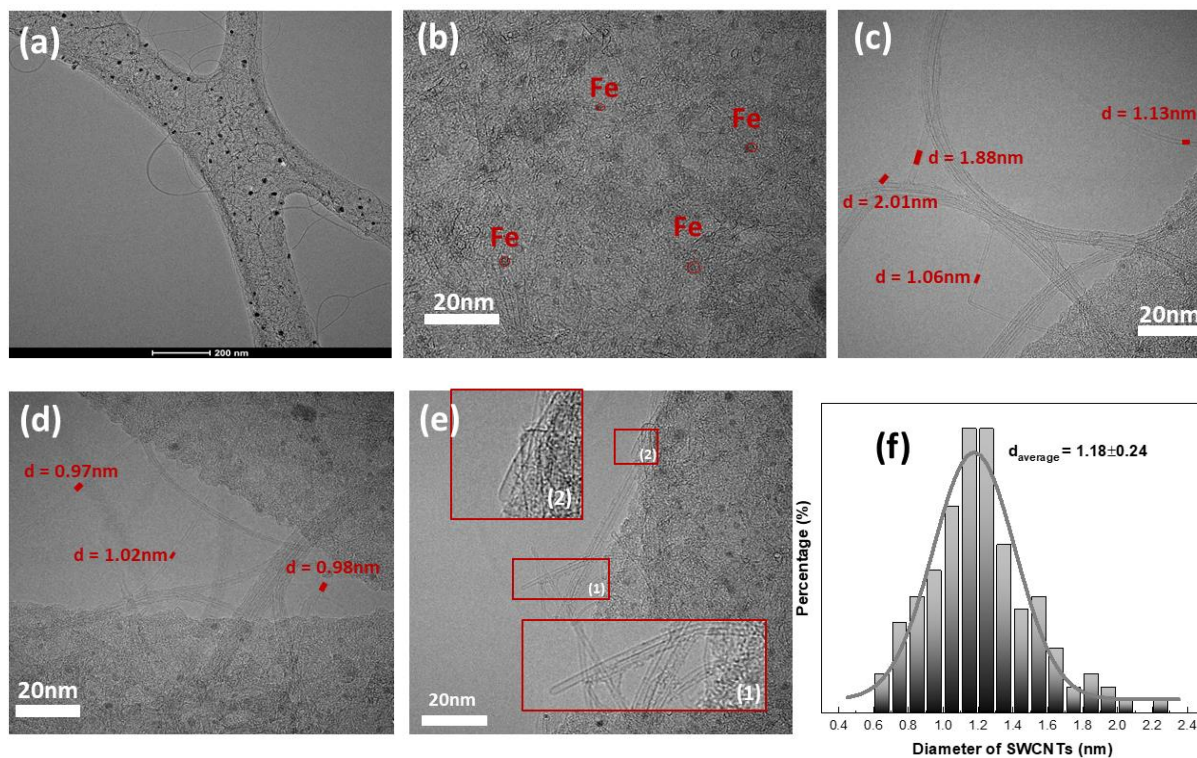 (a)
200 nm
(b)
Fe
Fe
Fe
Fe
20nm
(c)
d = 1.13nm
d = 1.88nm
d = 2.01nm
d = 1.06nm
20nm
(d)
d = 0.97nm
d = 1.02nm
d = 0.98nm
20nm
(e)
(2)
(2)
(1)
(1)
20nm
(f)
daverage = 1.18±0.24
Percentage (%)
0.4 0.6 0.8 1.0 1.2 1.4 1.6 1.8 2.0 2.2 2.4
Diameter of SWCNTs (nm)